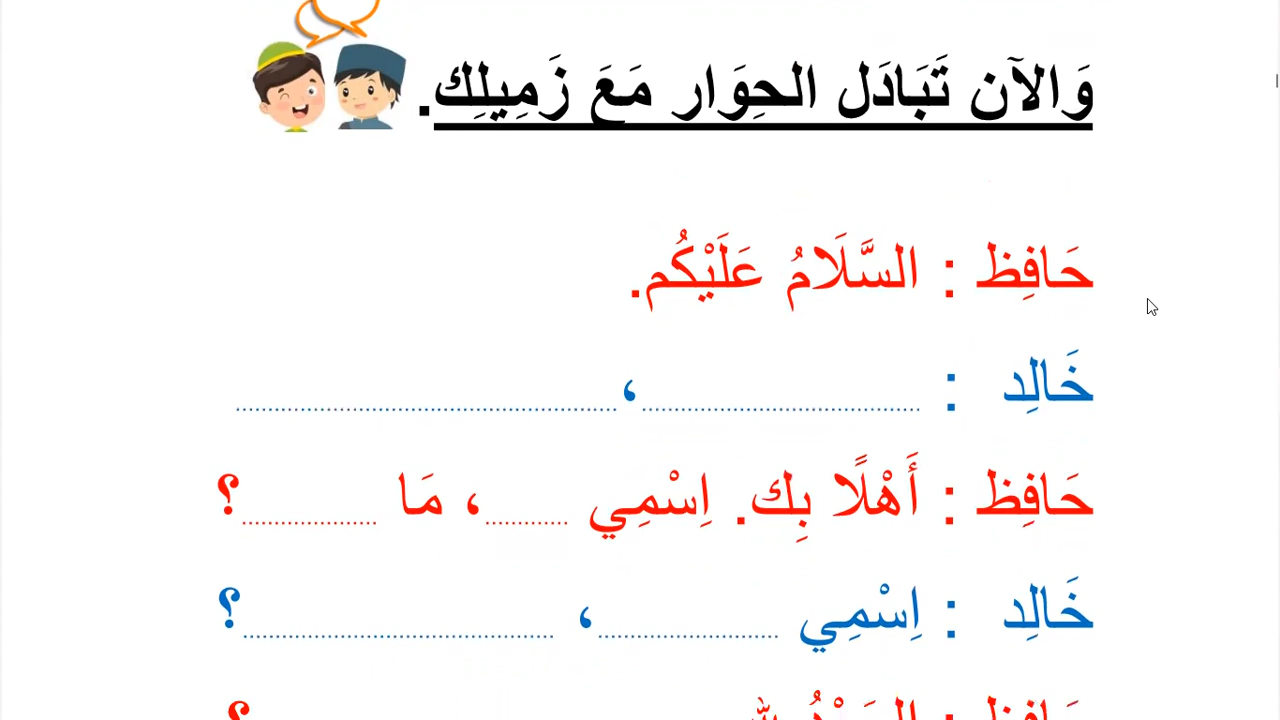 وَالآن تَبَادَل الحِوَار مَعَ زَمِيلِك.
حَافِظ : السَّلَامُ عَلَيْكُم.
خَالِد : ......................................،....................................................
حَافِظ : أَهْلًا بِك. اِسْمِي ............، مَا ....................؟
خَالِد : اِسْمِي ..........................، .............................................؟